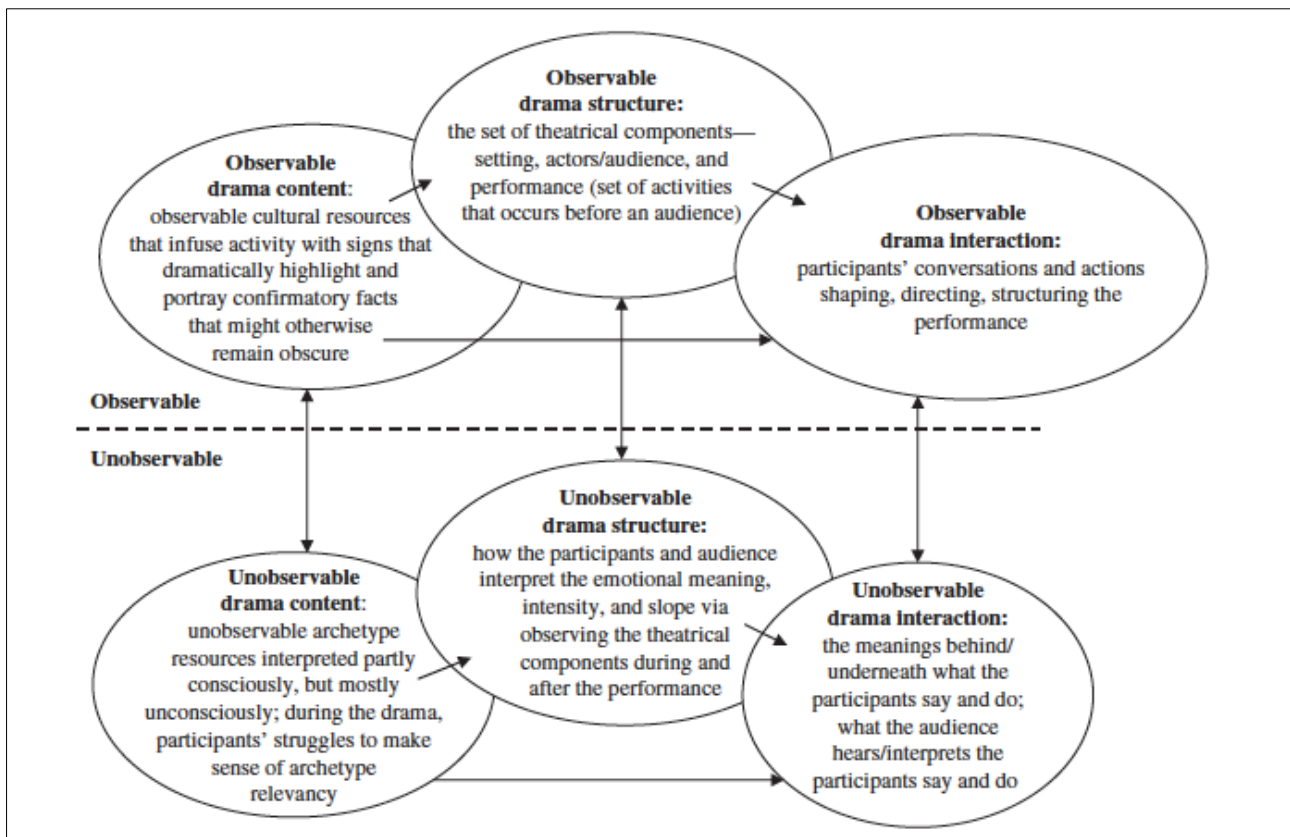 Observable
drama content:
observable cultural resources
that infuse activity with signs that
dramatically highlight and
portray confirmatory facts
that might otherwise
remain obscure
Observable
drama structure:
the set of theatrical components—
setting, actors/audience, and
performance (set of activities
that occurs before an audience)
Observable
drama interaction:
participants’ conversations and actions
shaping, directing, structuring the
performance
Observable
Unobservable
Unobservable
drama content:
unobservable archetype
resources interpreted partly
consciously, but mostly
unconsciously; during the drama,
participants’ struggles to make
sense of archetype
relevancy
Unobservable
drama structure:
how the participants and audience
interpret the emotional meaning,
intensity, and slope via
observing the theatrical
components during and
after the performance
Unobservable
drama interaction:
the meanings behind/
underneath what the
participants say and do;
what the audience
hears/interprets the
participants say and do